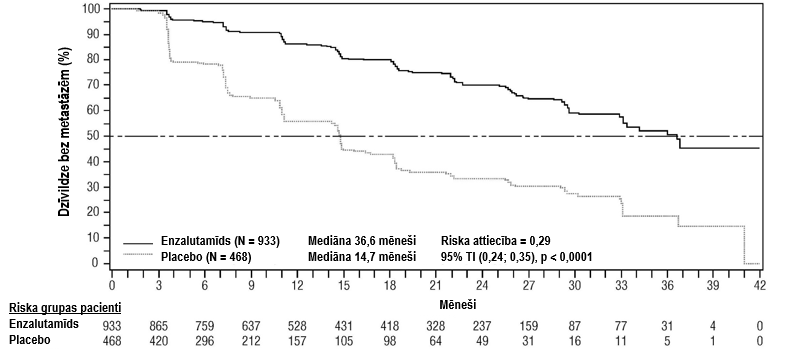 Dzīvildze bez metastāzēm (%)
100
90
80
70
60
50
40
30
20
10
0
Enzalutamīds (N = 933) Mediāna 36,6 mēneši Riska attiecība = 0,29
Placebo (N = 468) Mediāna 14,7 mēneši 95% TI (0,24; 0,35), p < 0,0001
0 3 6 9 12 15 18 21 24 27 30 33 36 39 42
Mēneši
Riska grupas pacienti
Enzalutamīds 933 865 759 637 528 431 418 328 237 159 87 77 31 4 0
Placebo 468 420 296 212 157 105 98 64 49 31 16 11 5 1 0